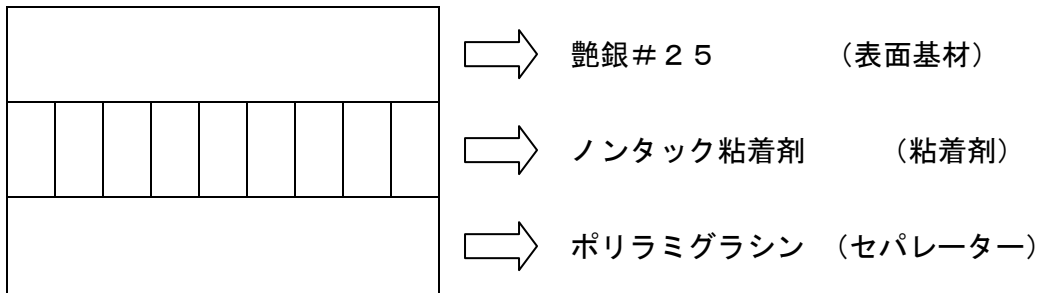 艶銀＃２５　（表面基材）
ノンタック粘着剤　（粘着剤）
ポリラミグラシン　（セパレーター）